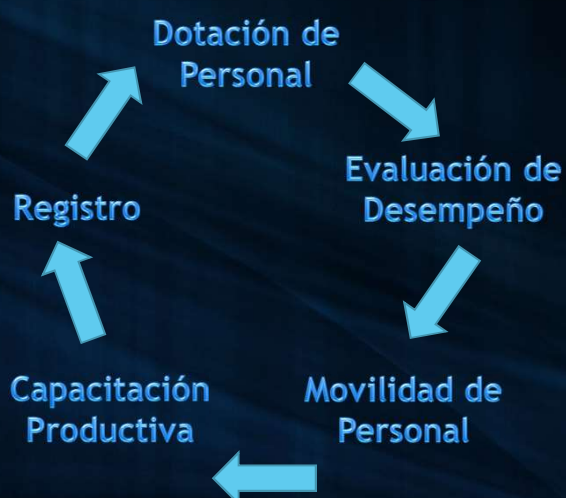 Dotación de
Personal
Evaluación de
Desempeño
Registro
Capacitación
Productiva
Movilidad de
Personal